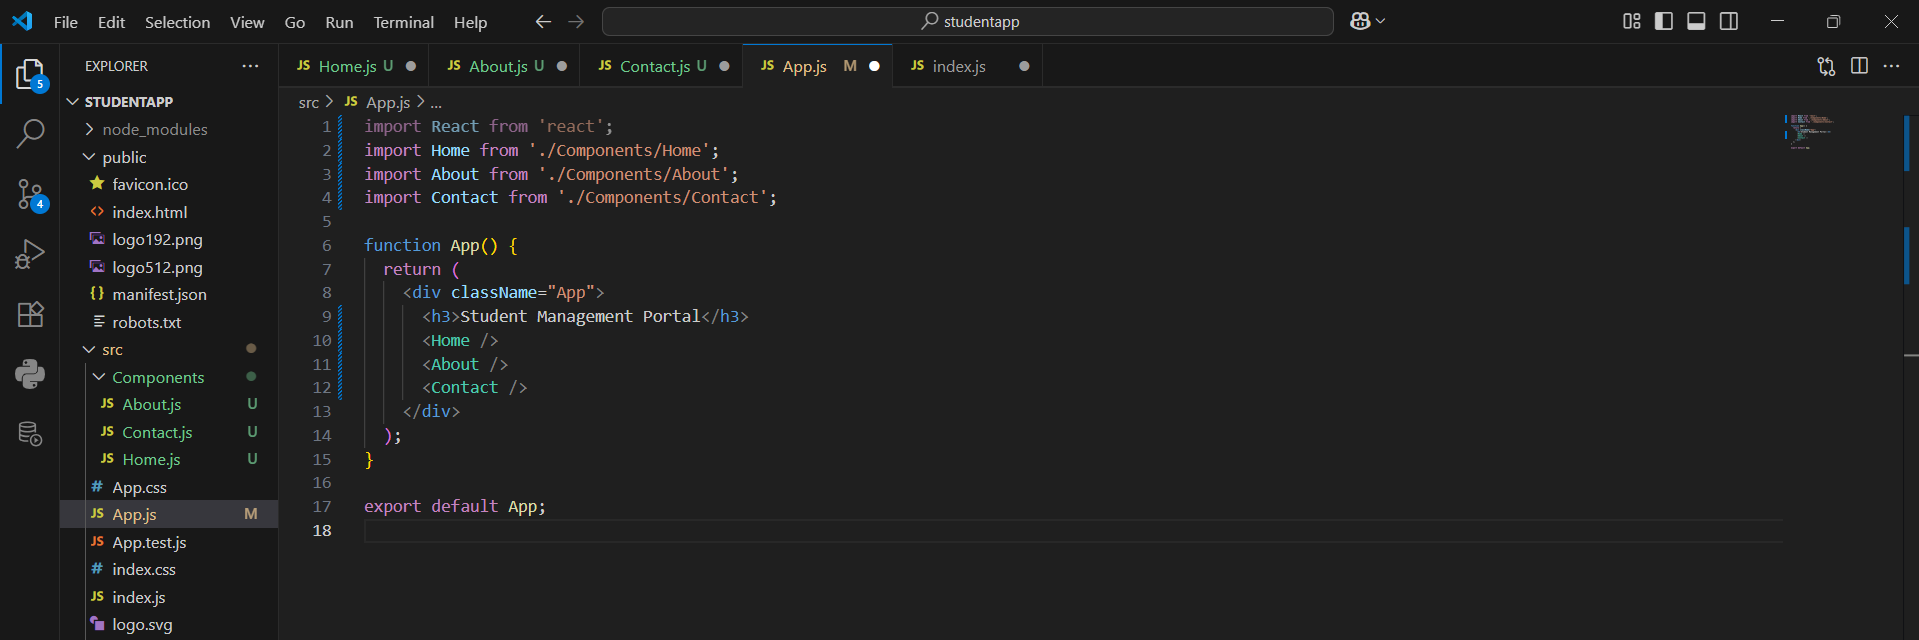 File Edit Selection View Go Run Terminal Help
studentapp
5
4
EXPLORER
STUDENTAPP
node_modules
public
favicon.ico
index.html
logo192.png
logo512.png
manifest.json
robots.txt
src
Components
JS About.js U
JS Contact.js U
JS Home.js U
# App.css
JS App.js M
JS App.test.js
# index.css
JS index.js
logo.svg
JS Home.js U
JS About.js U
JS Contact.js U
JS App.js M
JS index.js
src > JS App.js > ...
1 import React from 'react';
2 import Home from './Components/Home';
3 import About from './Components/About';
4 import Contact from './Components/Contact';
5
6 function App() {
7 return (
8 <div className="App">
9 <h3>Student Management Portal</h3>
10 <Home />
11 <About />
12 <Contact />
13 </div>
14 );
15 }
16
17 export default App;
18